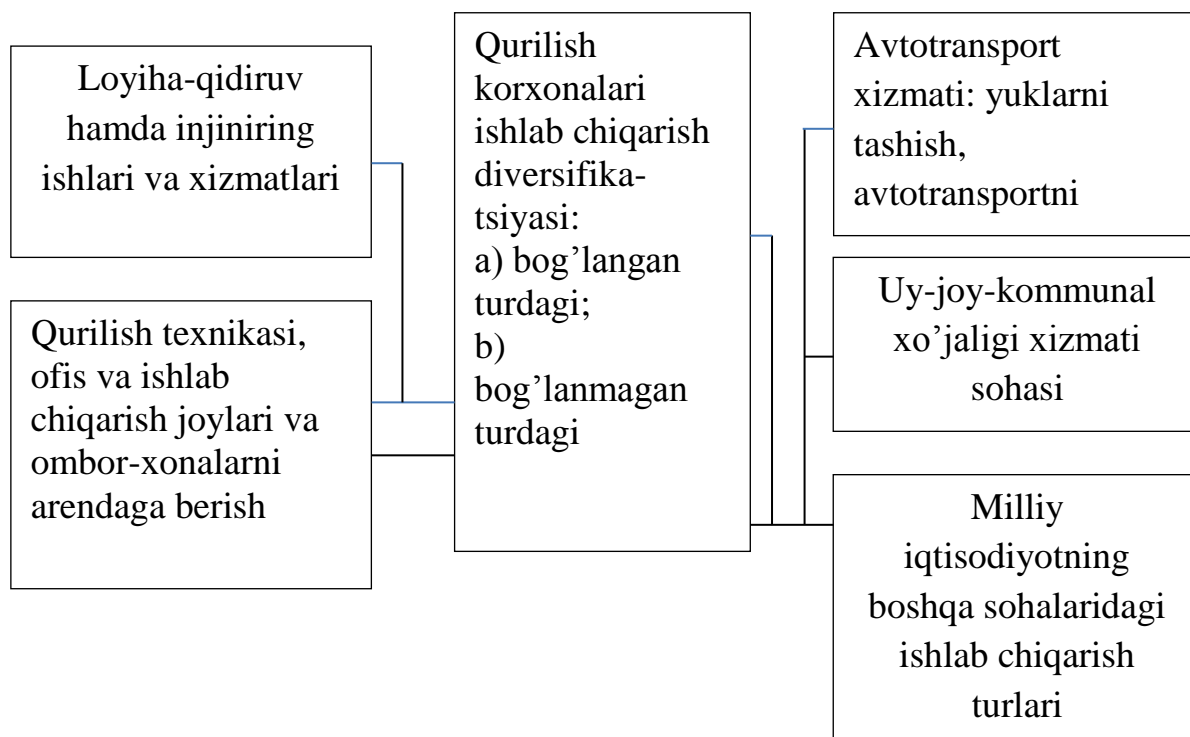 Loyiha-qidiruv
hamda injiniring
ishlari va xizmatlari
Qurilish texnikasi,
ofis va ishlab
chiqarish joylari va
ombor-xonalarni
arendaga berish
Qurilish
korxonalari
ishlab chiqarish
diversifika-
tsiyasi:
a) bog’langan
turdagi;
b)
bog’lanmagan
turdagi
Avtotransport
xizmati: yuklarni
tashish,
avtotransportni
Uy-joy-kommunal
xo’jaligi xizmati
sohasi
Milliy
iqtisodiyotning
boshqa sohalaridagi
ishlab chiqarish
turlari